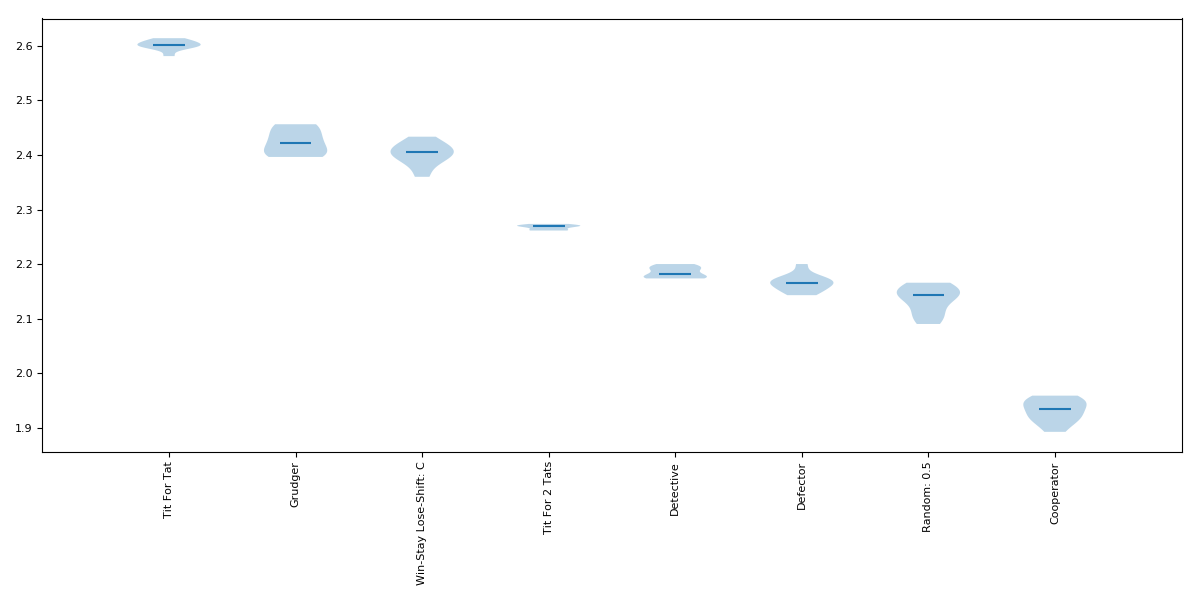 2.6
2.5
2.4
2.3
2.2
2.1
2.0
1.9
Tit For Tat
Grudger
Win-Stay Lose-Shift: C
Tit For 2 Tats
Detective
Defector
Random: 0.5
Cooperator